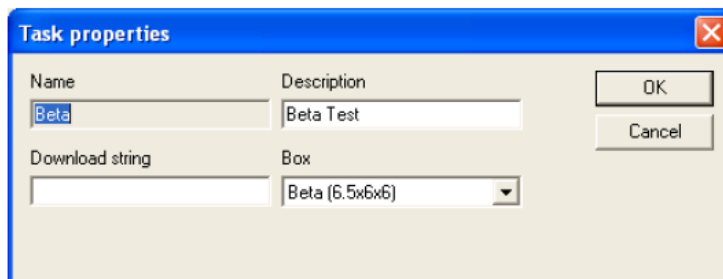 Task properties
Name
Description
OK
Beta
Beta Test
Cancel
Download string
Box
Beta (6.5x6x6)